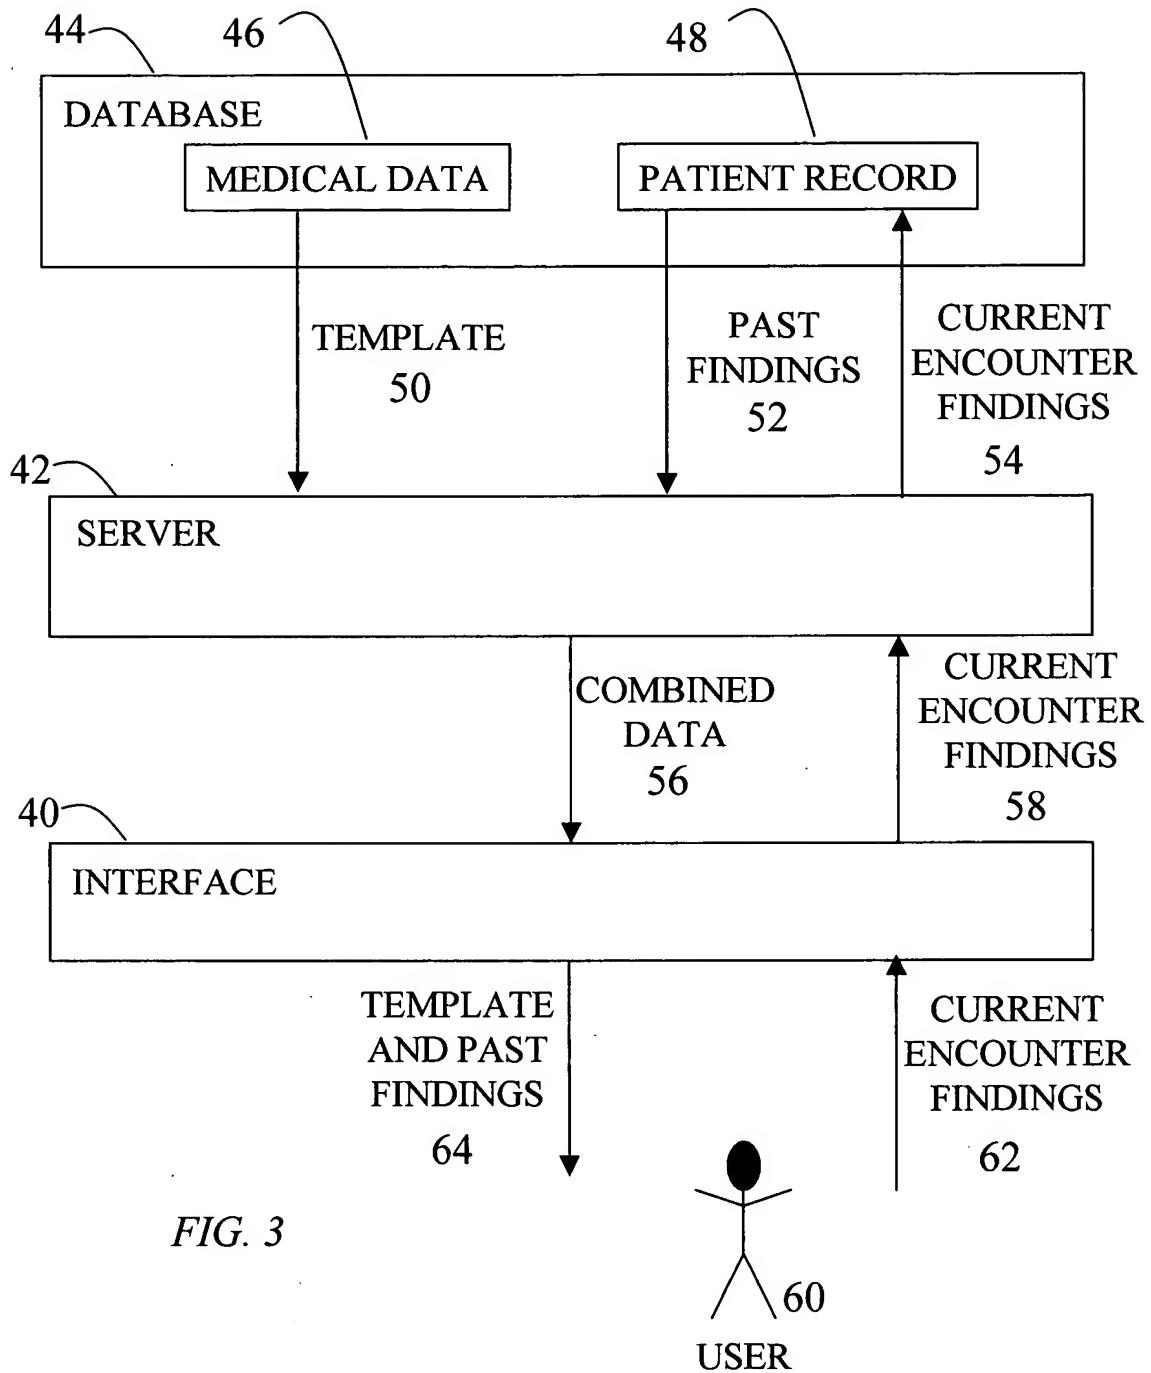 44
46
48
DATABASE
MEDICAL DATA
PATIENT RECORD
TEMPLATE
50
PAST
FINDINGS
52
CURRENT
ENCOUNTER
FINDINGS
54
42
SERVER
COMBINED
DATA
56
CURRENT
ENCOUNTER
FINDINGS
58
40
INTERFACE
TEMPLATE
AND PAST
FINDINGS
64
CURRENT
ENCOUNTER
FINDINGS
62
FIG. 3
60
USER